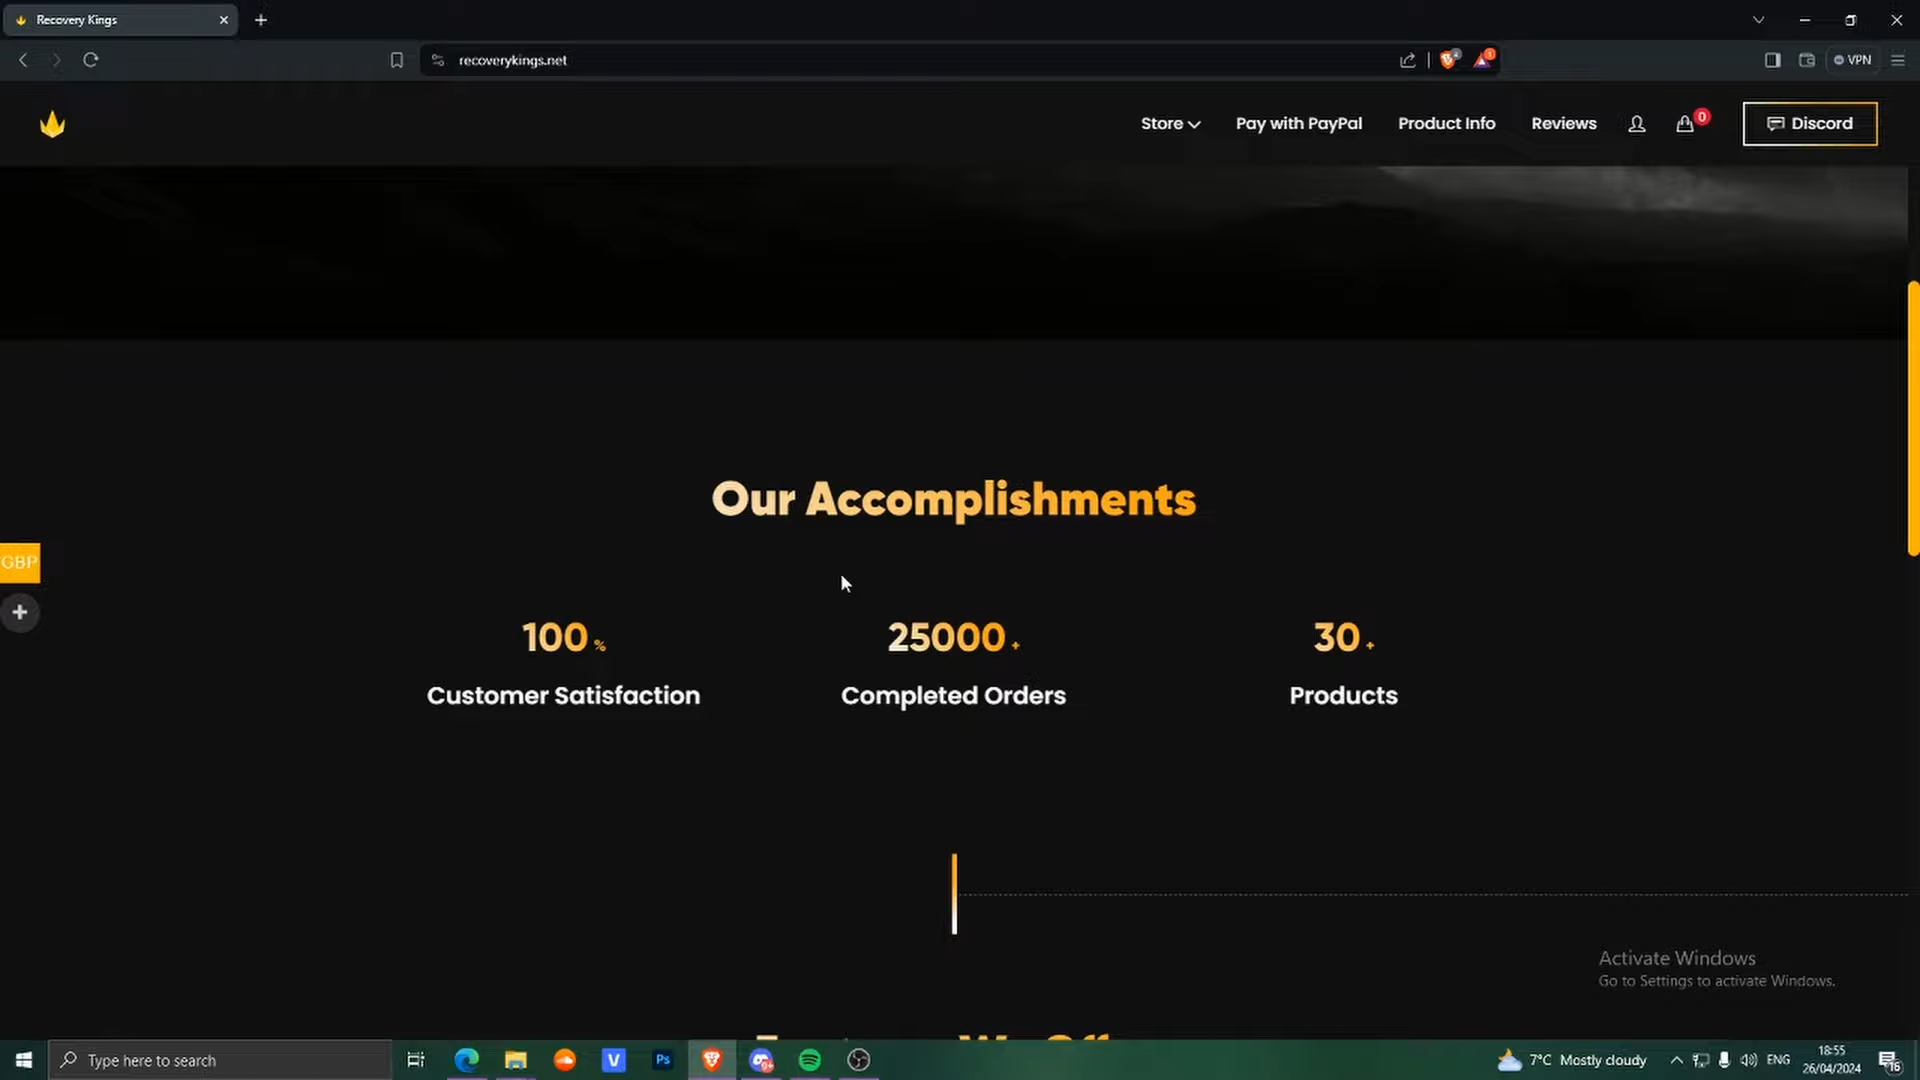 Recovery Kings
recoverykings.net
VPN
Store
Pay with PayPal
Product Info
Reviews
0
Discord
Our Accomplishments
GBP
100 %
25000 +
30 +
Customer Satisfaction
Completed Orders
Products
Activate Windows
Go to Settings to activate Windows.
Type here to search
V
Ps
7°C Mostly cloudy
ENG
18:55
26/04/2024
16